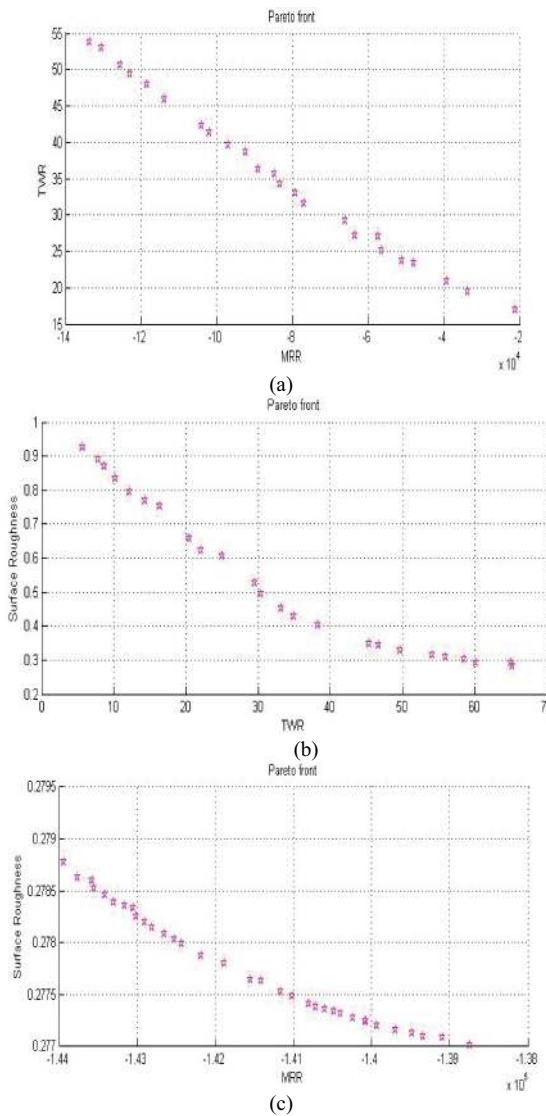 Pareto front
55
50
45
40
35
30
25
20
15
TWR
-14 -12 -10 -8 -6 -4 -2
MRR
x 10^4
(a)
Pareto front
1
0.9
0.8
0.7
0.6
0.5
0.4
0.3
0.2
Surface Roughness
0 10 20 30 40 50 60 70
TWR
(b)
Pareto front
0.2795
0.279
0.2785
0.278
0.2775
0.277
Surface Roughness
-1.44 -1.43 -1.42 -1.41 -1.4 -1.39 -1.38
MRR
(c)